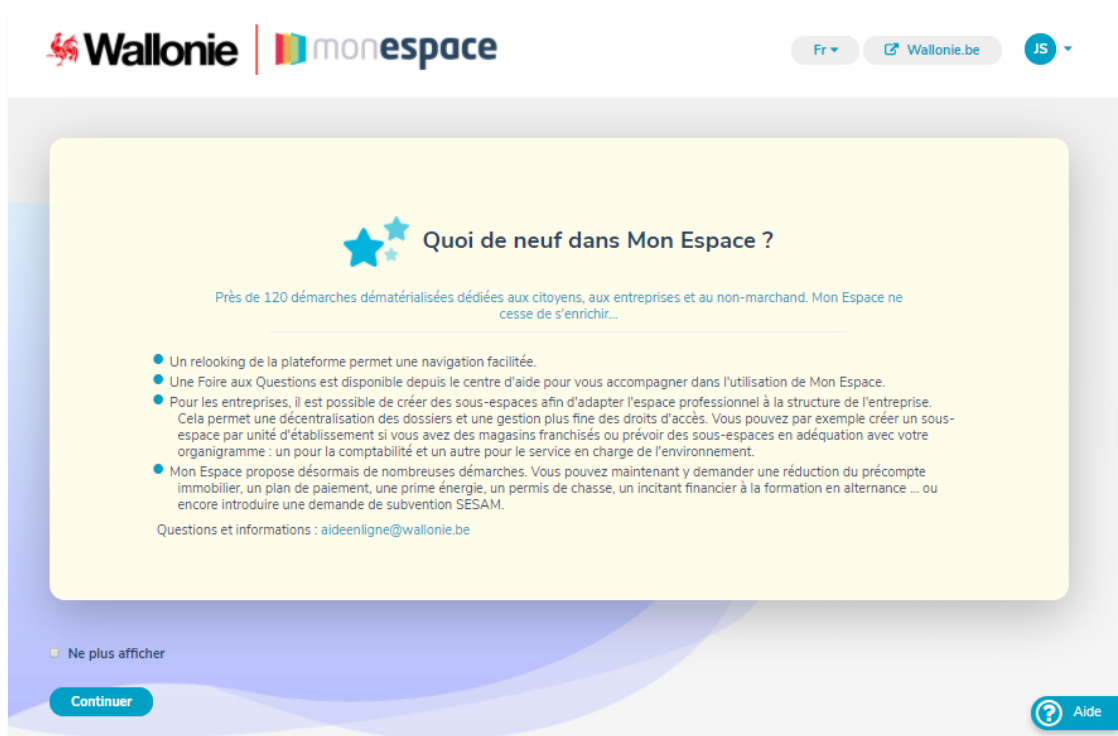 Wallonie
monespace
Fr
Wallonie.be
JS
Quoi de neuf dans Mon Espace ?
Près de 120 démarches dématérialisées dédiées aux citoyens, aux entreprises et au non-marchand. Mon Espace ne
cesse de s'enrichir...
Un relooking de la plateforme permet une navigation facilitée.
Une Foire aux Questions est disponible depuis le centre d'aide pour vous accompagner dans l'utilisation de Mon Espace.
Pour les entreprises, il est possible de créer des sous-espaces afin d'adapter l'espace professionnel à la structure de l'entreprise.
Cela permet une décentralisation des dossiers et une gestion plus fine des droits d'accès. Vous pouvez par exemple créer un sous-
espace par unité d'établissement si vous avez des magasins franchisés ou prévoir des sous-espaces en adéquation avec votre
organigramme : un pour la comptabilité et un autre pour le service en charge de l'environnement.
Mon Espace propose désormais de nombreuses démarches. Vous pouvez maintenant y demander une réduction du précompte
immobilier, un plan de paiement, une prime énergie, un permis de chasse, un incitant financier à la formation en alternance ... ou
encore introduire une demande de subvention SESAM.
Questions et informations : aideenligne@wallonie.be
Ne plus afficher
Continuer
? Aide